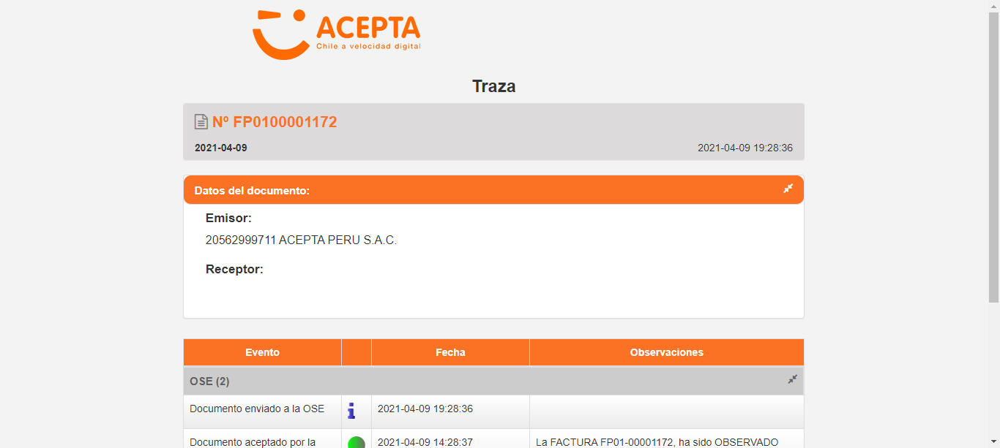 ACEPTA
Chile a velocidad digital
Traza
Nº FP0100001172
2021-04-09 2021-04-09 19:28:36
Datos del documento:
Emisor:
20562999711 ACEPTA PERU S.A.C.
Receptor:
Evento Fecha Observaciones
OSE (2)
Documento enviado a la OSE 2021-04-09 19:28:36
Documento aceptado por la 2021-04-09 14:28:37 La FACTURA FP01-00001172, ha sido OBSERVADO